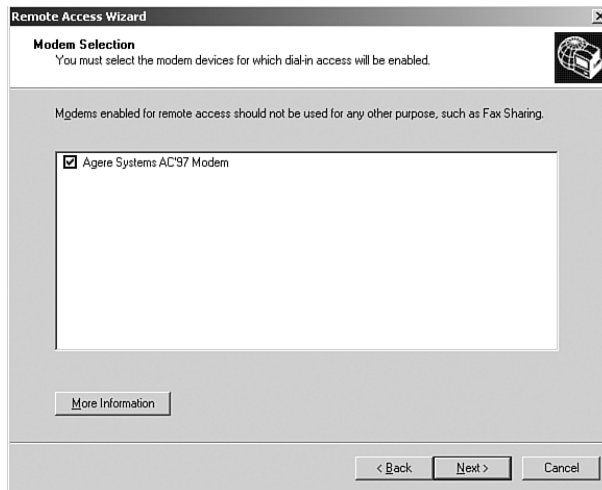 Remote Access Wizard
Modem Selection
You must select the modem devices for which dial-in access will be enabled.
Modems enabled for remote access should not be used for any other purpose, such as Fax Sharing.
Agere Systems AC'97 Modem
More Information
< Back
Next >
Cancel